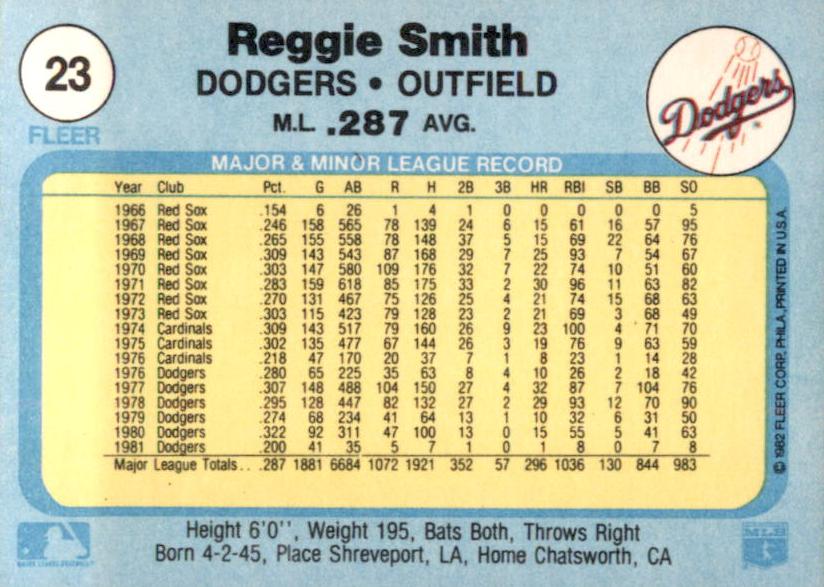 Reggie Smith
23
DODGERS • OUTFIELD
Dodgers
FLEER
M.L. .287 AVG.
MAJOR & MINOR LEAGUE RECORD
Year Club Pct. G AB R H 2B 3B HR RBI SB BB SO
1966 Red Sox .154 6 26 1 4 1 0 0 0 0 0 5
1967 Red Sox .246 158 565 78 139 24 6 15 61 16 57 95
1968 Red Sox .265 155 558 78 148 37 5 15 69 22 64 76
1969 Red Sox .309 143 543 87 168 29 7 25 93 7 54 67
1970 Red Sox .303 147 580 109 176 32 7 22 74 10 51 60
1971 Red Sox .283 159 618 85 175 33 2 30 96 11 63 82
1972 Red Sox .270 131 467 75 126 25 4 21 74 15 68 63
1973 Red Sox .303 115 423 79 128 23 2 21 69 3 68 49
1974 Cardinals .309 143 517 79 160 26 9 23 100 4 71 70
1975 Cardinals .302 135 477 67 144 26 3 19 76 9 63 59
1976 Cardinals .218 47 170 20 37 7 1 8 23 1 14 28
1976 Dodgers .280 65 225 35 63 8 4 10 26 2 18 42
1977 Dodgers .307 148 488 104 150 27 4 32 87 7 104 76
1978 Dodgers .295 128 447 82 132 27 2 29 93 12 70 90
1979 Dodgers .274 68 234 41 64 13 1 10 32 6 31 50
1980 Dodgers .322 92 311 47 100 13 0 15 55 5 41 63
1981 Dodgers .200 41 35 5 7 1 0 1 8 0 7 8
Major League Totals. . .287 1881 6684 1072 1921 352 57 296 1036 130 844 983
© 1982 FLEER CORP. PHILA., PRINTED IN U.S.A.
Height 6'0'', Weight 195, Bats Both, Throws Right
Born 4-2-45, Place Shreveport, LA, Home Chatsworth, CA
MAJOR LEAGUE BASEBALL
MLB